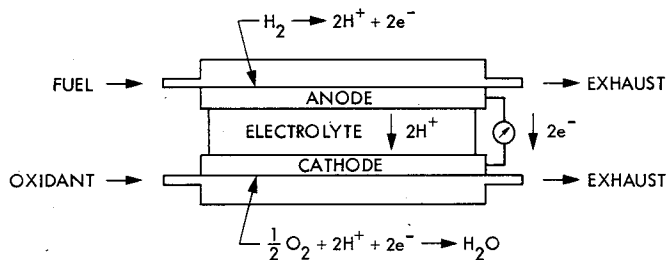 H₂ → 2H⁺ + 2e⁻
FUEL → → EXHAUST
ANODE
ELECTROLYTE ↓ 2H⁺ ↓ 2e⁻
CATHODE
OXIDANT → → EXHAUST
½ O₂ + 2H⁺ + 2e⁻ → H₂O